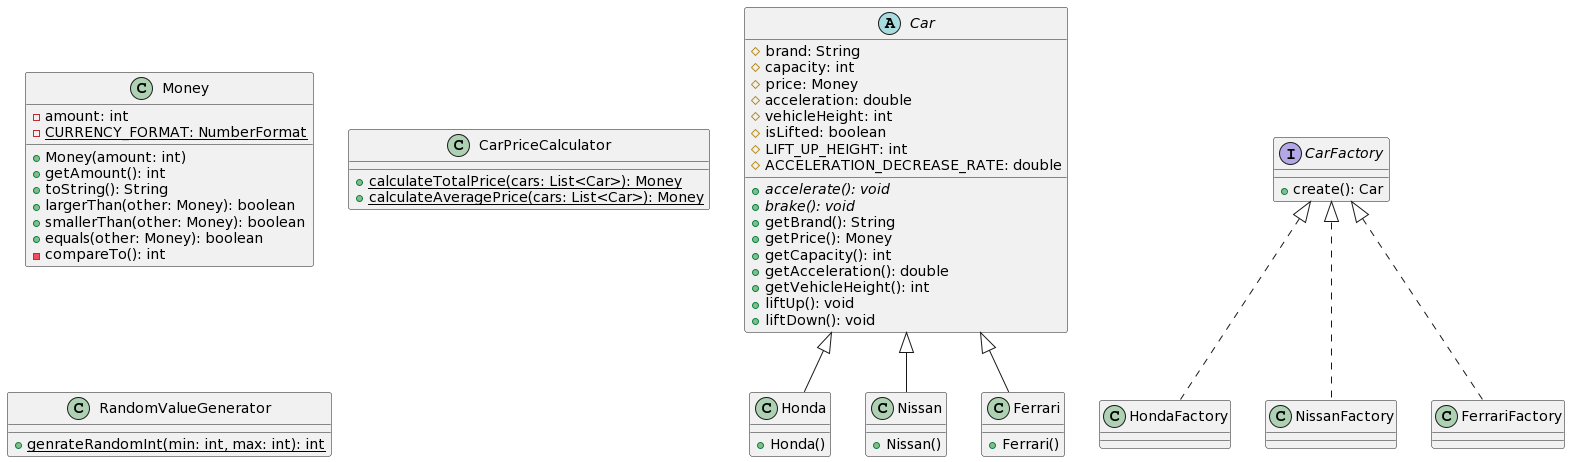 C Money
amount: int
CURRENCY_FORMAT: NumberFormat
Money(amount: int)
getAmount(): int
toString(): String
largerThan(other: Money): boolean
smallerThan(other: Money): boolean
equals(other: Money): boolean
compareTo(): int
C CarPriceCalculator
calculateTotalPrice(cars: List<Car>): Money
calculateAveragePrice(cars: List<Car>): Money
A Car
brand: String
capacity: int
price: Money
acceleration: double
vehicleHeight: int
isLifted: boolean
LIFT_UP_HEIGHT: int
ACCELERATION_DECREASE_RATE: double
accelerate(): void
brake(): void
getBrand(): String
getPrice(): Money
getCapacity(): int
getAcceleration(): double
getVehicleHeight(): int
liftUp(): void
liftDown(): void
I CarFactory
create(): Car
C RandomValueGenerator
genrateRandomInt(min: int, max: int): int
C Honda
Honda()
C Nissan
Nissan()
C Ferrari
Ferrari()
C HondaFactory
C NissanFactory
C FerrariFactory